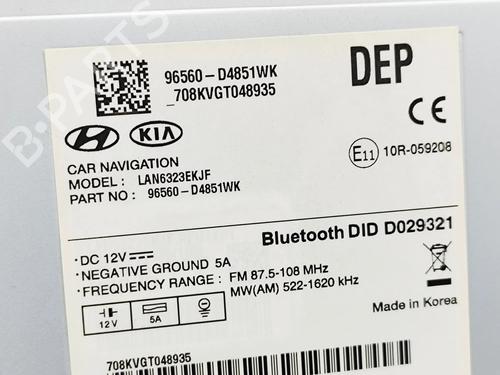 96560-D4851WK
_708KVGT048935
DEP
HYUNDAI KIA
CE
E11 10R-059208
CAR NAVIGATION
MODEL : LAN6323EKJF
PART NO : 96560-D4851WK
Bluetooth DID D029321
·DC 12V
·NEGATIVE GROUND 5A
·FREQUENCY RANGE : FM 87.5-108 MHz
MW(AM) 522-1620 kHz
12V 5A
Made in Korea
708KVGT048935
B-PARTS